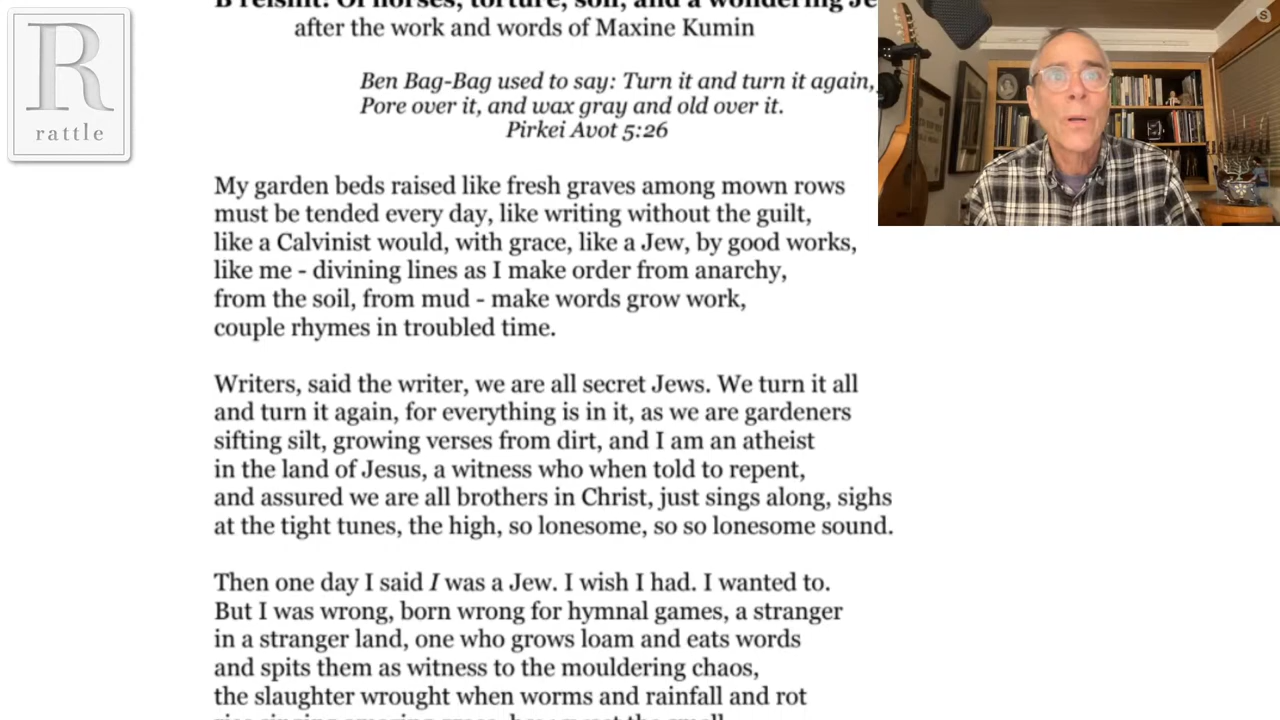 B'reishit: Of horses, torture, soil, and a wondering Je
after the work and words of Maxine Kumin
R
rattle
Ben Bag-Bag used to say: Turn it and turn it again,
Pore over it, and wax gray and old over it.
Pirkei Avot 5:26
My garden beds raised like fresh graves among mown rows
must be tended every day, like writing without the guilt,
like a Calvinist would, with grace, like a Jew, by good works,
like me - divining lines as I make order from anarchy,
from the soil, from mud - make words grow work,
couple rhymes in troubled time.
Writers, said the writer, we are all secret Jews. We turn it all
and turn it again, for everything is in it, as we are gardeners
sifting silt, growing verses from dirt, and I am an atheist
in the land of Jesus, a witness who when told to repent,
and assured we are all brothers in Christ, just sings along, sighs
at the tight tunes, the high, so lonesome, so so lonesome sound.
Then one day I said I was a Jew. I wish I had. I wanted to.
But I was wrong, born wrong for hymnal games, a stranger
in a stranger land, one who grows loam and eats words
and spits them as witness to the mouldering chaos,
the slaughter wrought when worms and rainfall and rot